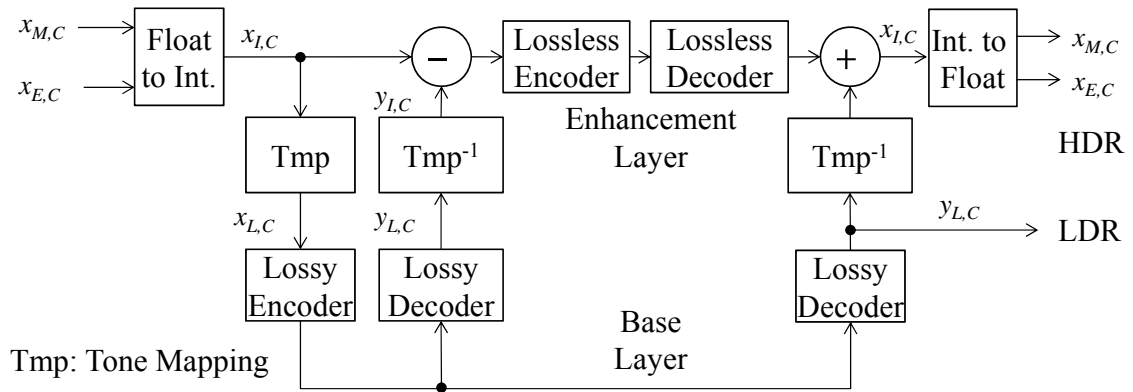 x_{M,C}
x_{E,C}
Float
to Int.
x_{I,C}
−
Lossless
Encoder
Lossless
Decoder
+
x_{I,C}
Int. to
Float
x_{M,C}
x_{E,C}
y_{I,C}
Enhancement
Layer
HDR
Tmp
Tmp^{-1}
Tmp^{-1}
x_{L,C}
y_{L,C}
y_{L,C}
LDR
Lossy
Encoder
Lossy
Decoder
Lossy
Decoder
Base
Layer
Tmp: Tone Mapping